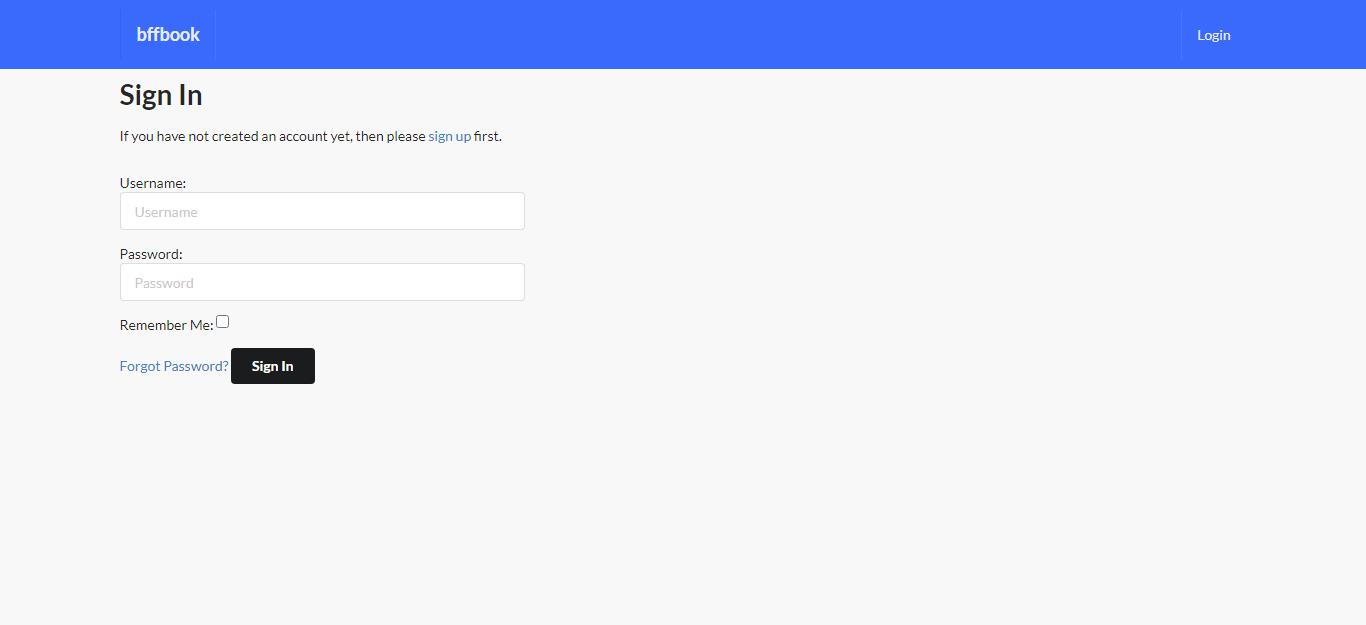 bffbook
Login
Sign In
If you have not created an account yet, then please sign up first.
Username:
Username
Password:
Password
Remember Me:
Forgot Password? Sign In